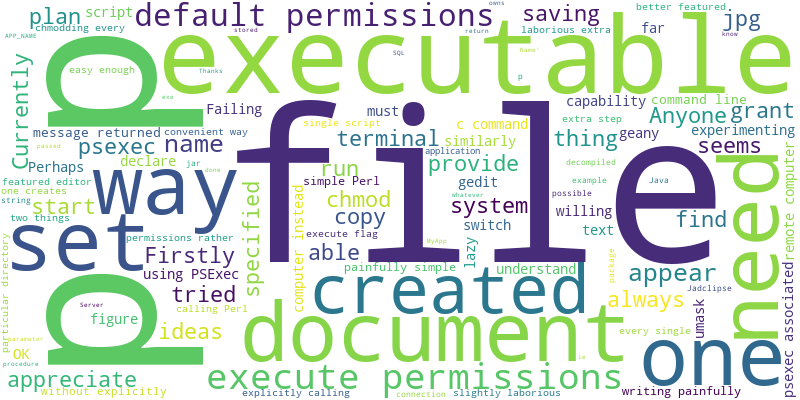 plan script default permissions saving better featured jpg
chmodding every laborious extra far
APP_NAME stored owns return know
Currently easy enough executable SQL Name' p
Thanks exe
q
Failing must capability command line
message returned convenient way single script c command extra step Anyone grant
psexec name terminal similarly thing geany experimenting
passed application
Perhaps declare jar run provide seems
decompiled
featured editor done simple Perl gedit example Java remote computer
one creates way file willing possible find
string start chmod system
two things specified copy switch text need
permissions rather execute flag whatever
set Firstly able MyApp lazy understand appear
using PSExec painfully simple
particular directory q tried computer instead created Jadclipse
Server always umask package
figure calling Perl document every single psexec associated
parameter ideas
OK one
procedure connection ie
appreciate execute permissions
without explicitly explicitly calling slightly laborious writing painfully